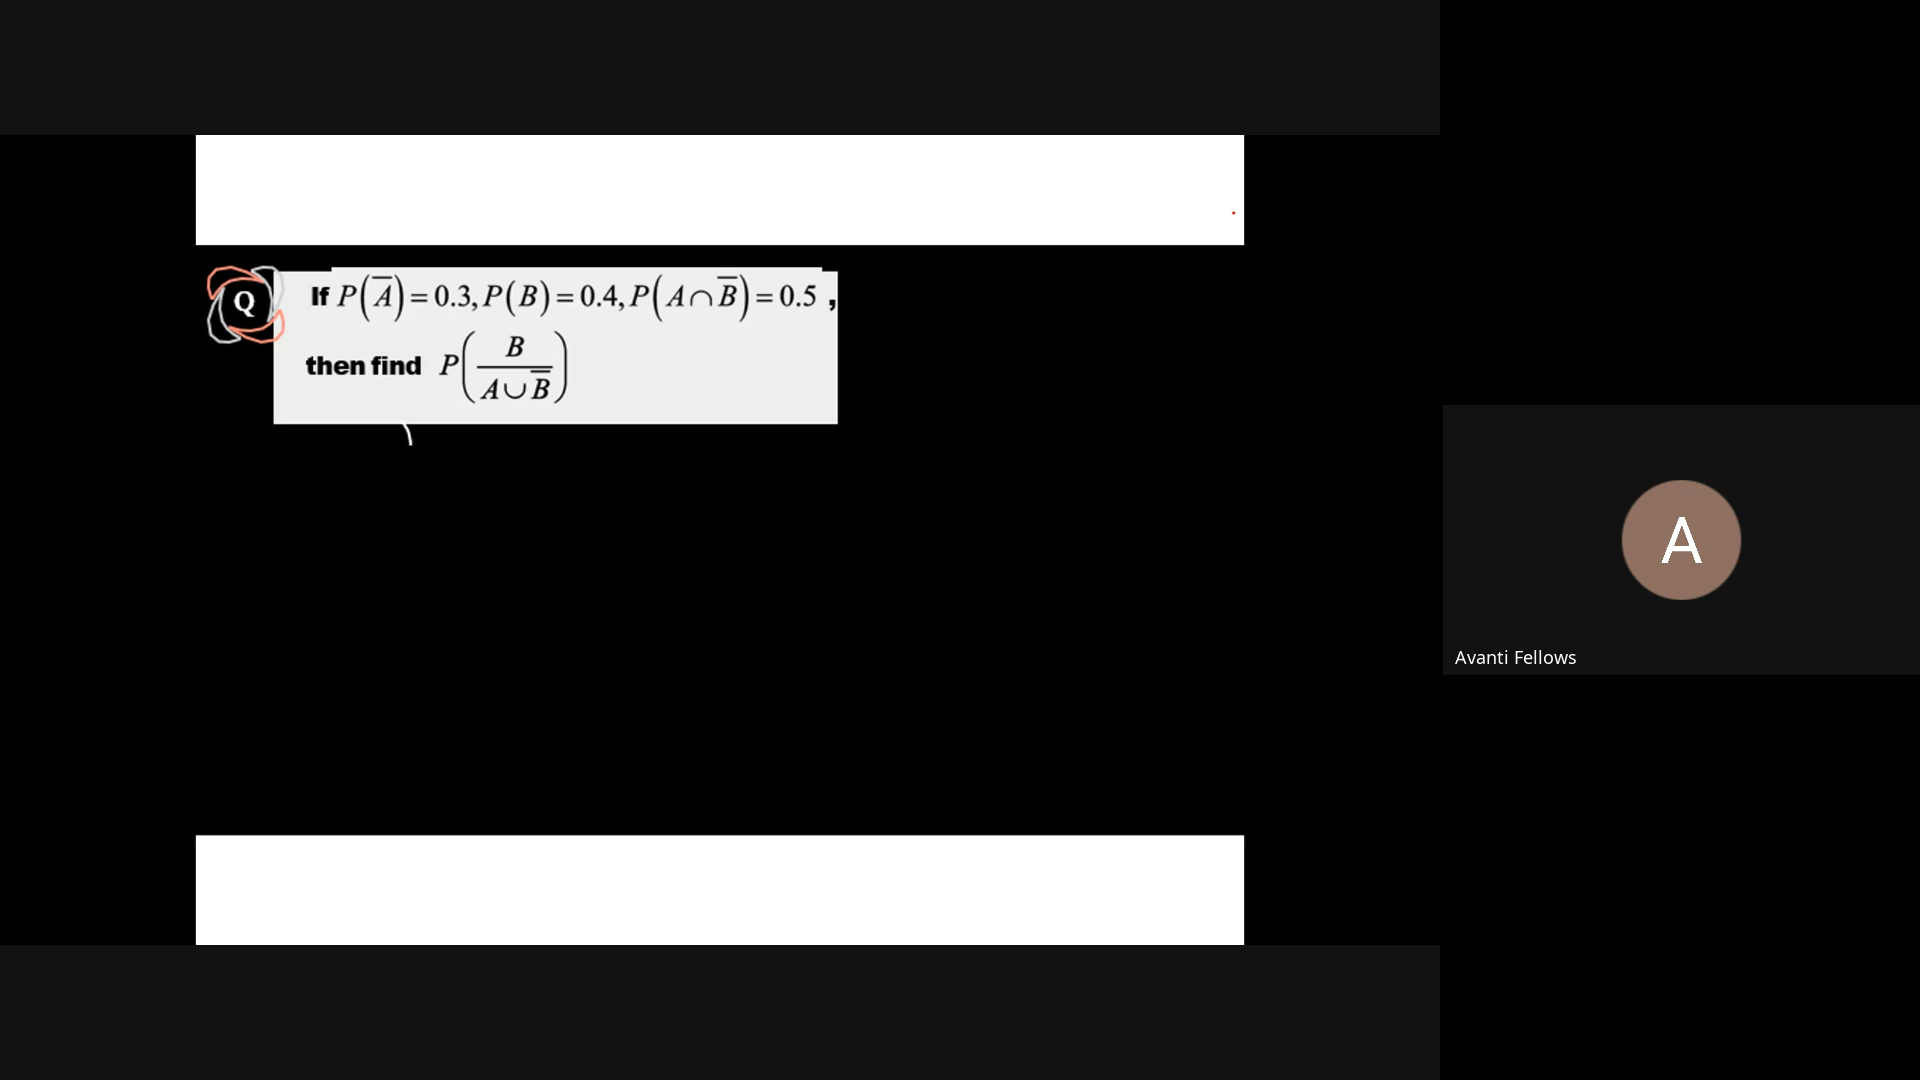 Q
If P(A̅) = 0.3, P(B) = 0.4, P(A ∩ B̅) = 0.5 ,
then find P(B / A ∪ B̅)
A
Avanti Fellows